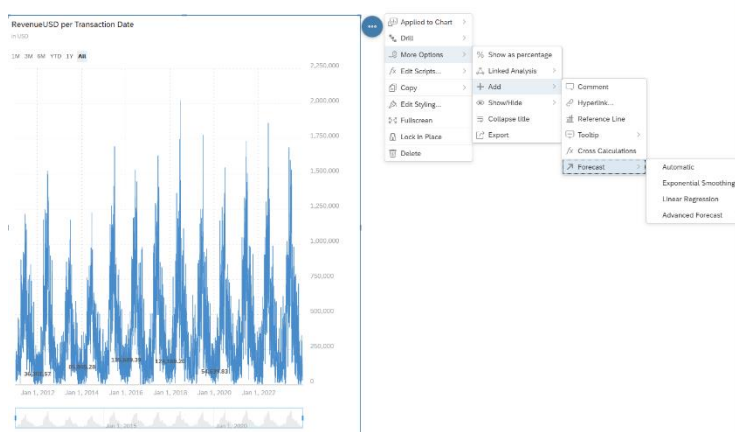 RevenueUSD per Transaction Date
in USD
1M 3M 6M YTD 1Y All
2,250,000
2,000,000
1,750,000
1,500,000
1,250,000
1,000,000
750,000
500,000
250,000
0
Jan 1, 2012 Jan 1, 2014 Jan 1, 2016 Jan 1, 2018 Jan 1, 2020 Jan 1, 2022
Applied to Chart
Drill
More Options
Edit Scripts...
Copy
Edit Styling...
Fullscreen
Lock In Place
Delete
Show as percentage
Linked Analysis
Add
Show/Hide
Collapse title
Export
Comment
Hyperlink...
Reference Line
Tooltip
Cross Calculations
Forecast
Automatic
Exponential Smoothing
Linear Regression
Advanced Forecast